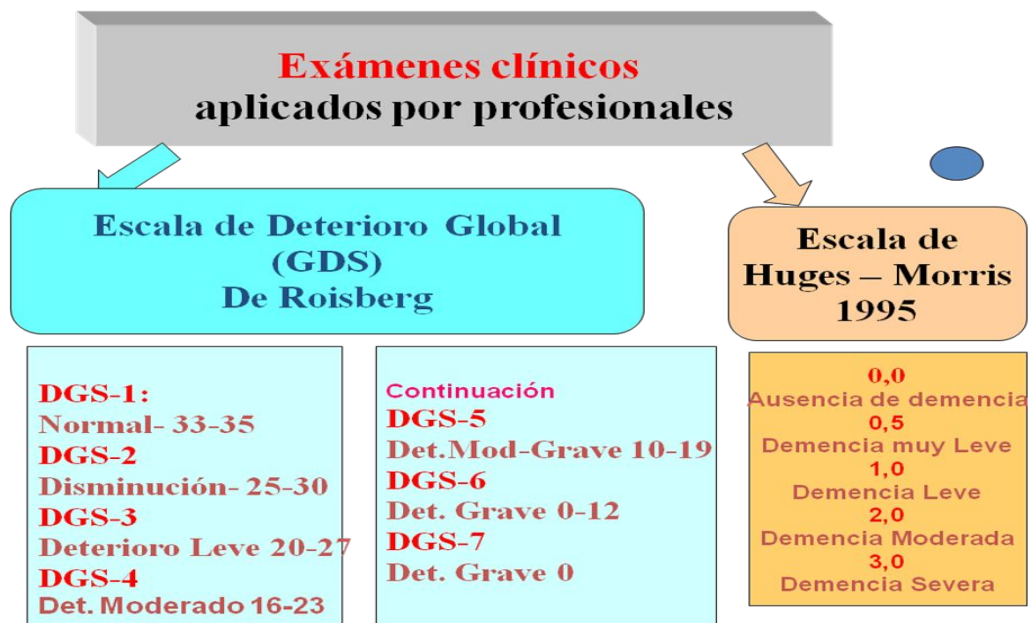 Exámenes clínicos
aplicados por profesionales
Escala de Deterioro Global
(GDS)
De Roisberg
DGS-1:
Normal- 33-35
DGS-2
Disminución- 25-30
DGS-3
Deterioro Leve 20-27
DGS-4
Det. Moderado 16-23
Continuación
DGS-5
Det.Mod-Grave 10-19
DGS-6
Det. Grave 0-12
DGS-7
Det. Grave 0
Escala de
Huges – Morris
1995
0,0
Ausencia de demencia
0,5
Demencia muy Leve
1,0
Demencia Leve
2,0
Demencia Moderada
3,0
Demencia Severa